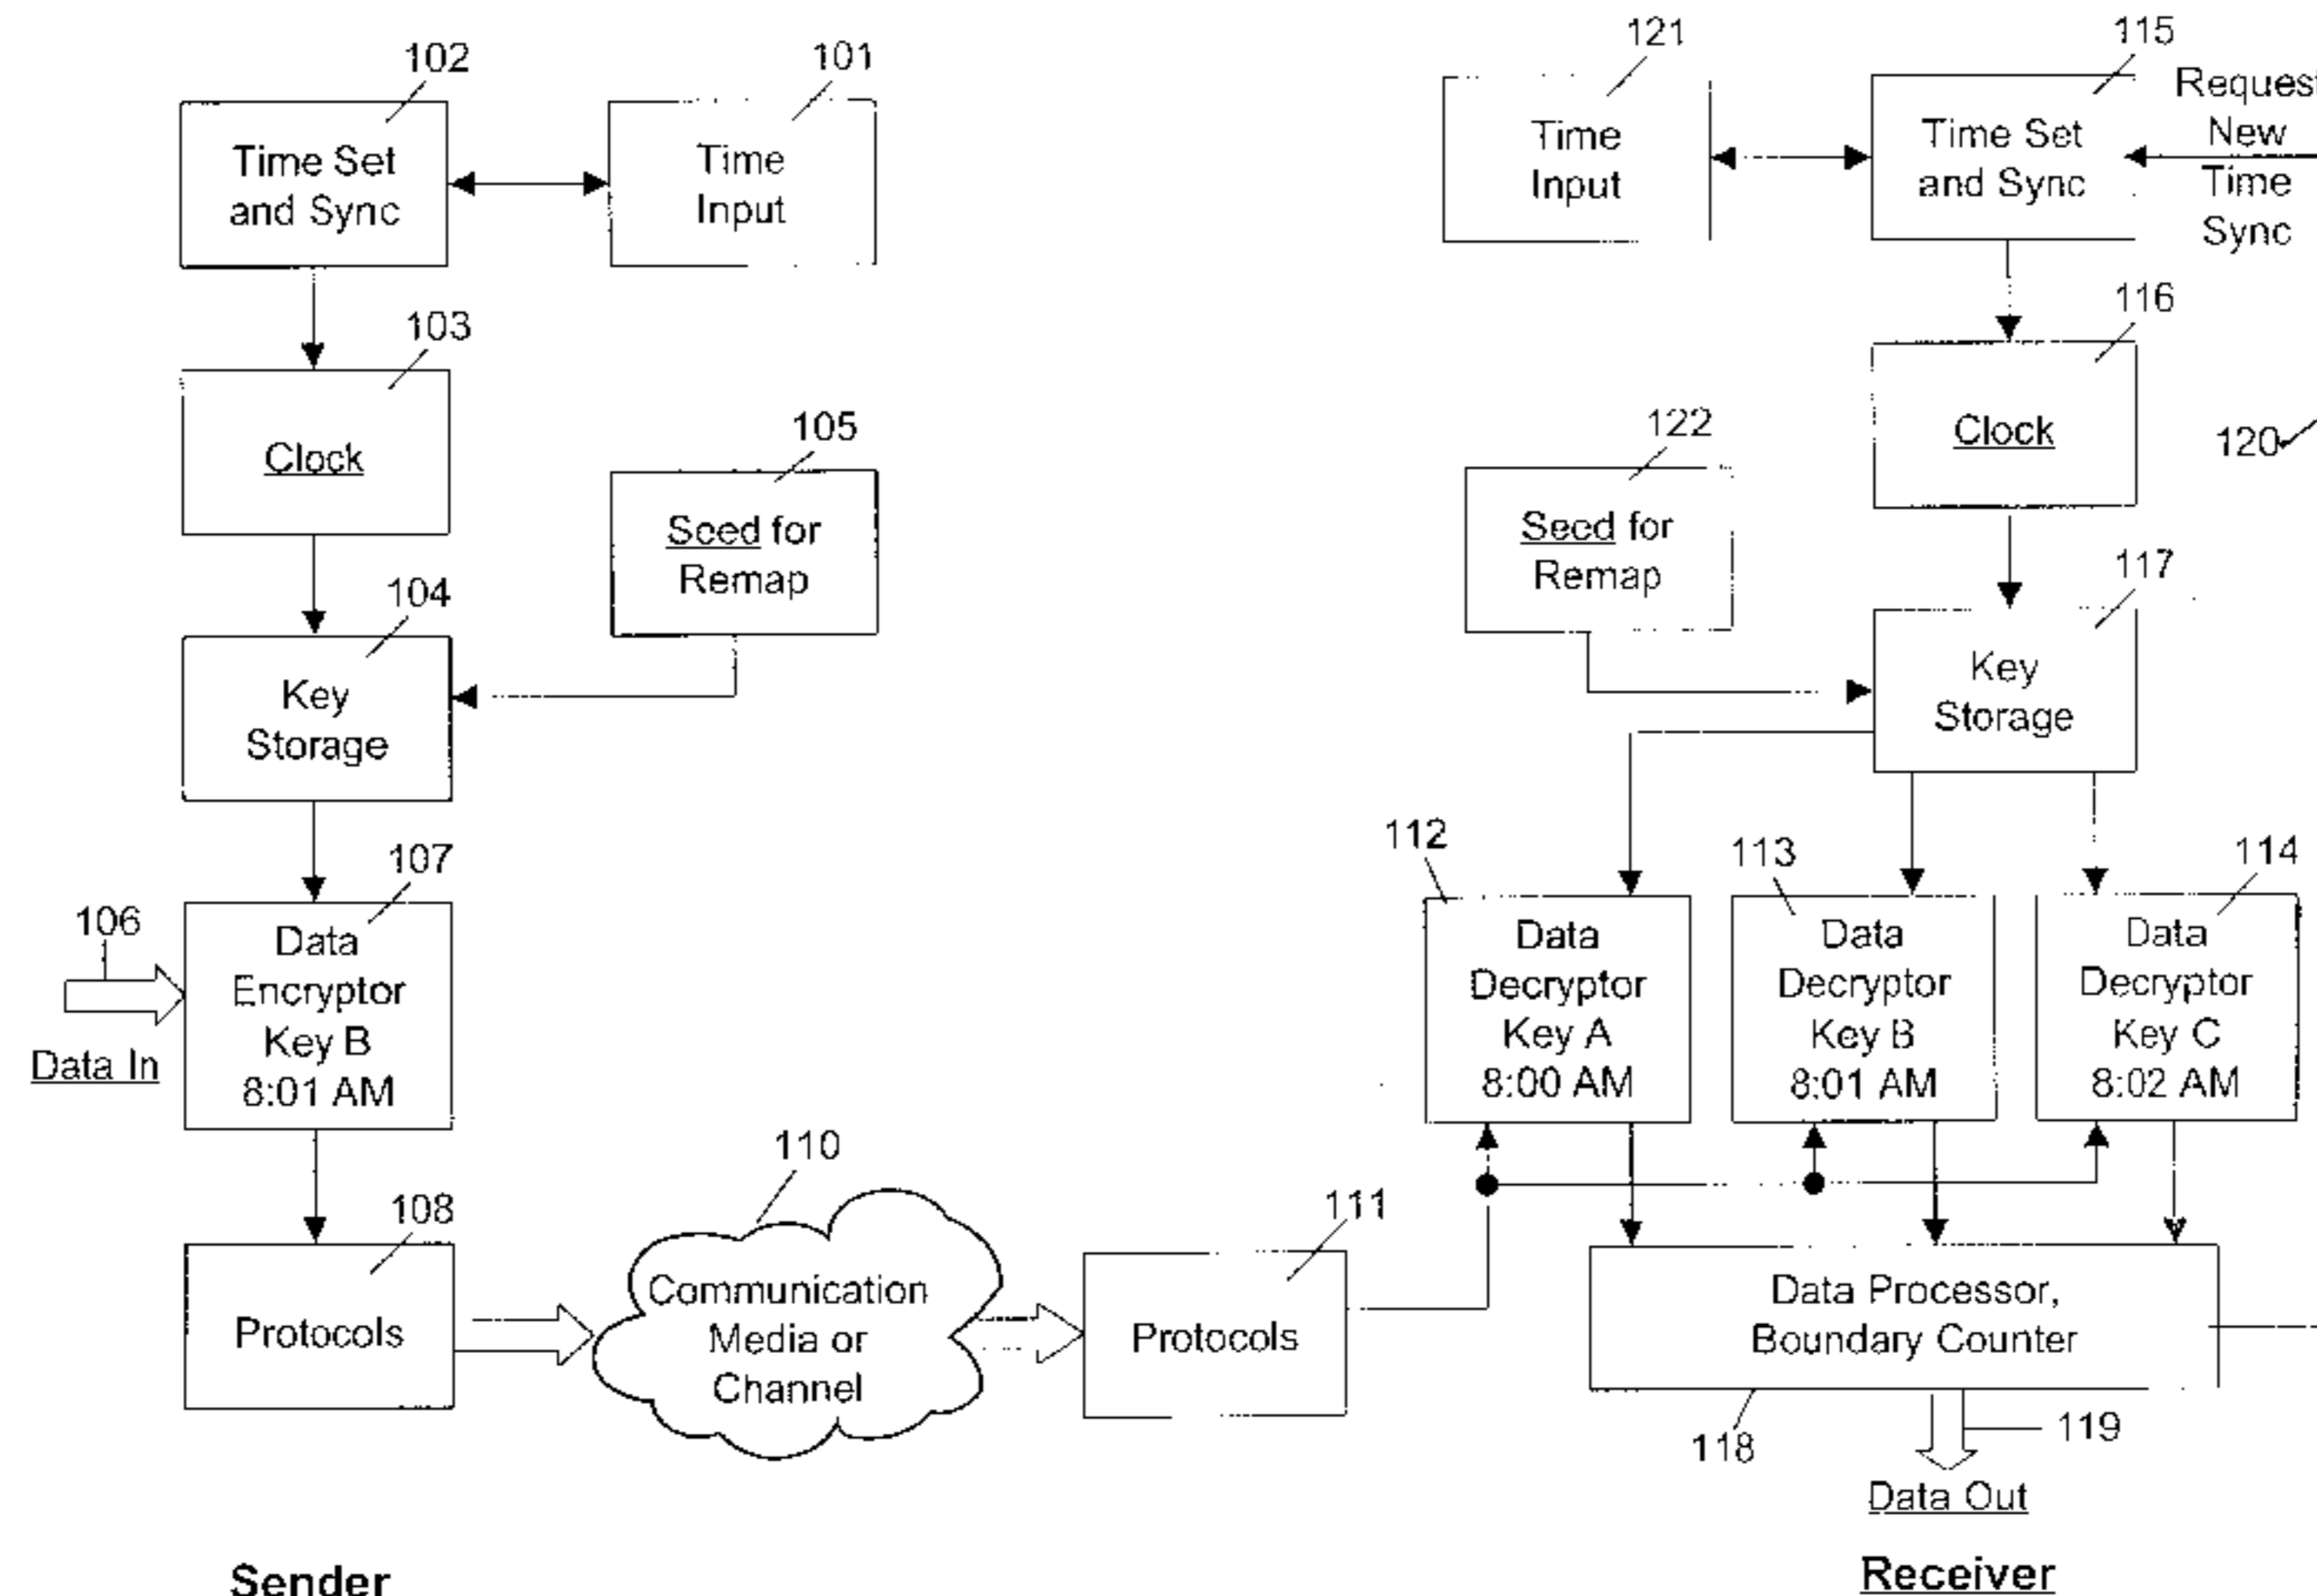 102
101
Time Set
and Sync
Time
Input
103
Clock
105
Seed for
Remap
104
Key
Storage
106
Data In
107
Data
Encryptor
Key B
8:01 AM
108
Protocols
110
Communication
Media or
Channel
111
Protocols
121
Time
Input
115
Time Set
and Sync
Request
New
Time
Sync
116
Clock
120
122
Seed for
Remap
117
Key
Storage
112
Data
Decryptor
Key A
8:00 AM
113
Data
Decryptor
Key B
8:01 AM
114
Data
Decryptor
Key C
8:02 AM
Data Processor,
Boundary Counter
118
119
Data Out
Sender
Receiver